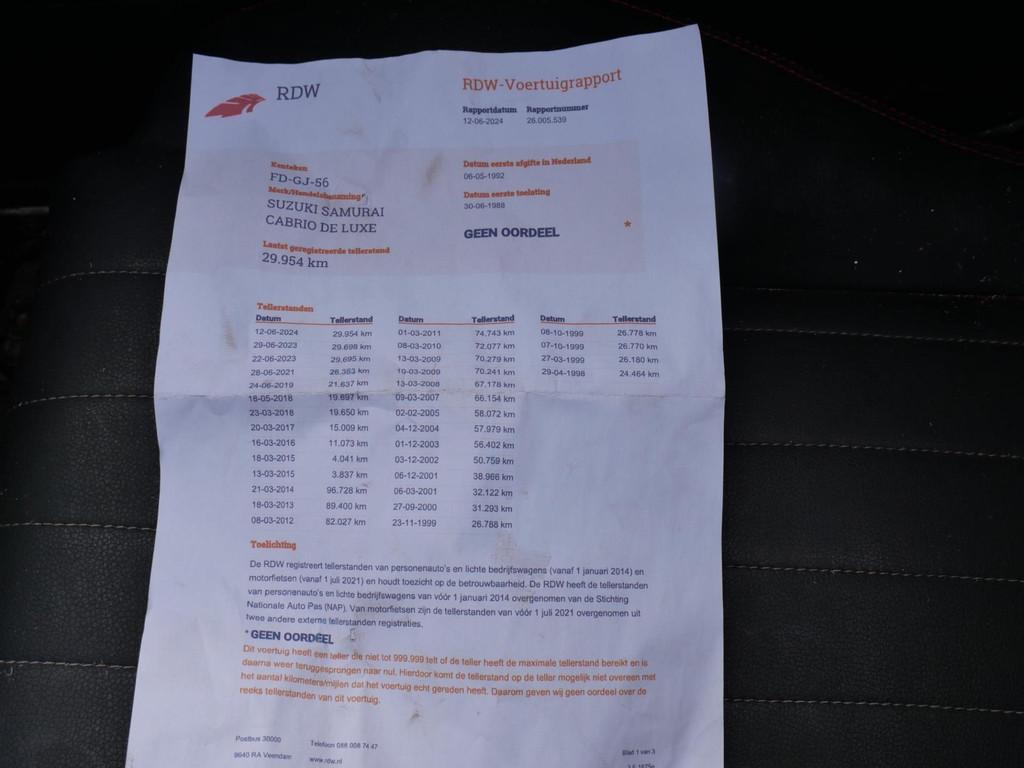 RDW
RDW-Voertuigrapport
Rapportdatum Rapportnummer
12-06-2024 26.005.539
Kenteken
FD-GJ-56
Merk/Handelsbenaming
SUZUKI SAMURAI
CABRIO DE LUXE
Laatst geregistreerde tellerstand
29.954 km
Datum eerste afgifte in Nederland
06-05-1992
Datum eerste toelating
30-06-1988
GEEN OORDEEL *
Tellerstanden
Datum Tellerstand Datum Tellerstand Datum Tellerstand
12-06-2024 29.954 km 01-03-2011 74.743 km 08-10-1999 26.778 km
29-06-2023 29.698 km 08-03-2010 72.077 km 07-10-1999 26.770 km
22-06-2023 29.695 km 13-03-2009 70.279 km 27-03-1999 26.180 km
28-06-2021 26.363 km 10-03-2009 70.241 km 29-04-1998 24.464 km
24-06-2019 21.637 km 13-03-2008 67.178 km
16-05-2018 19.697 km 09-03-2007 66.154 km
23-03-2018 19.650 km 02-02-2005 58.072 km
20-03-2017 15.009 km 04-12-2004 57.979 km
16-03-2016 11.073 km 01-12-2003 56.402 km
18-03-2015 4.041 km 03-12-2002 50.759 km
13-03-2015 3.837 km 06-12-2001 38.966 km
21-03-2014 96.728 km 06-03-2001 32.122 km
18-03-2013 89.400 km 27-09-2000 31.293 km
08-03-2012 82.027 km 23-11-1999 26.788 km
Toelichting
De RDW registreert tellerstanden van personenauto's en lichte bedrijfswagens (vanaf 1 januari 2014) en
motorfietsen (vanaf 1 juli 2021) en houdt toezicht op de betrouwbaarheid. De RDW heeft de tellerstanden
van personenauto's en lichte bedrijfswagens van vóór 1 januari 2014 overgenomen van de Stichting
Nationale Auto Pas (NAP). Van motorfietsen zijn de tellerstanden van vóór 1 juli 2021 overgenomen uit
twee andere externe tellerstanden registraties.
* GEEN OORDEEL
Dit voertuig heeft een teller die niet tot 999.999 telt of de teller heeft de maximale tellerstand bereikt en is
daarna weer teruggesprongen naar nul. Hierdoor komt de tellerstand op de teller mogelijk niet overeen met
het aantal kilometers/mijlen dat het voertuig echt gereden heeft. Daarom geven wij geen oordeel over de
reeks tellerstanden van dit voertuig.
Postbus 30000 Telefoon 088 008 74 47
9640 RA Veendam www.rdw.nl
Blad 1 van 3